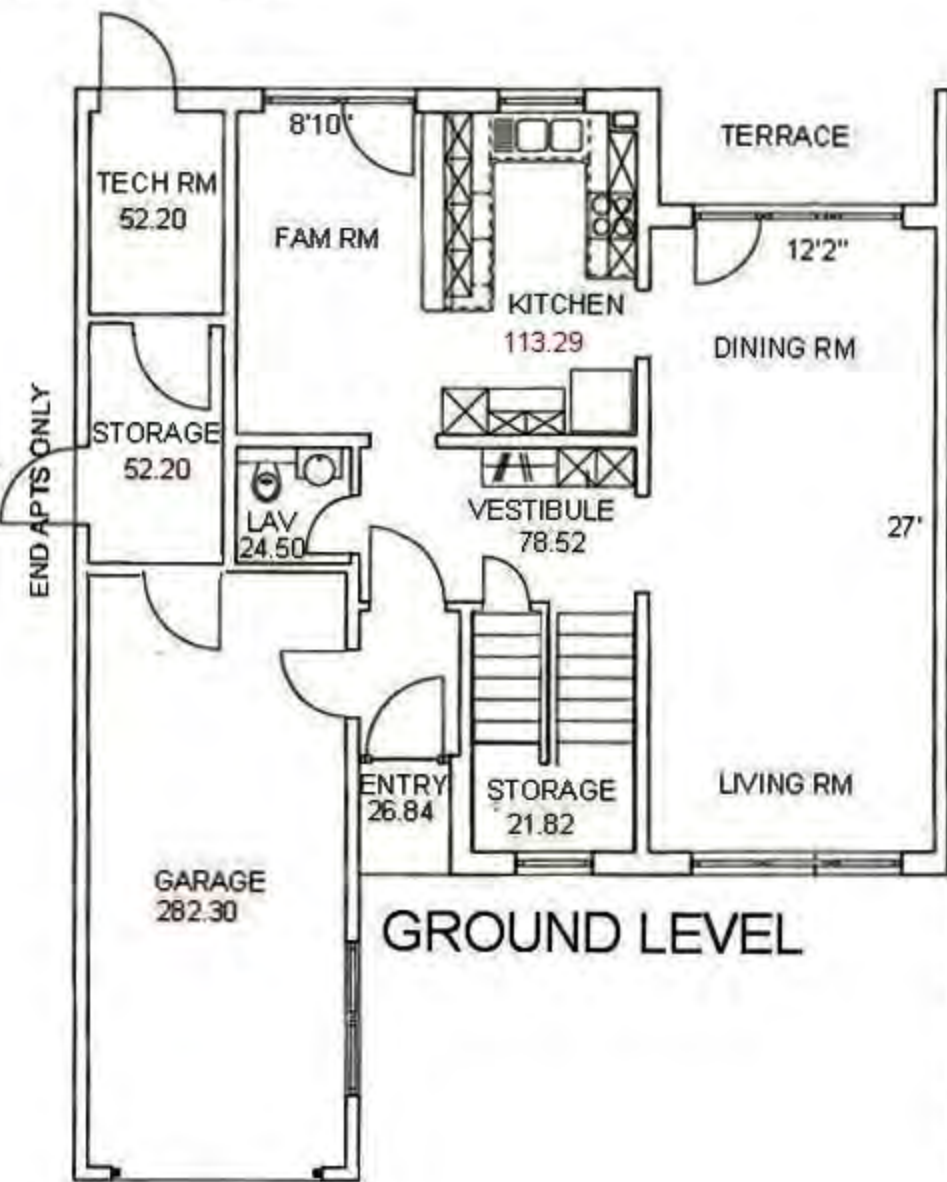 TERRACE
8'10"
TECH RM
52.20
FAM RM
12'2"
KITCHEN
113.29
DINING RM
END APTS ONLY
STORAGE
52.20
LAV
24.50
VESTIBULE
78.52
27'
ENTRY
26.84
STORAGE
21.82
LIVING RM
GARAGE
282.30
GROUND LEVEL